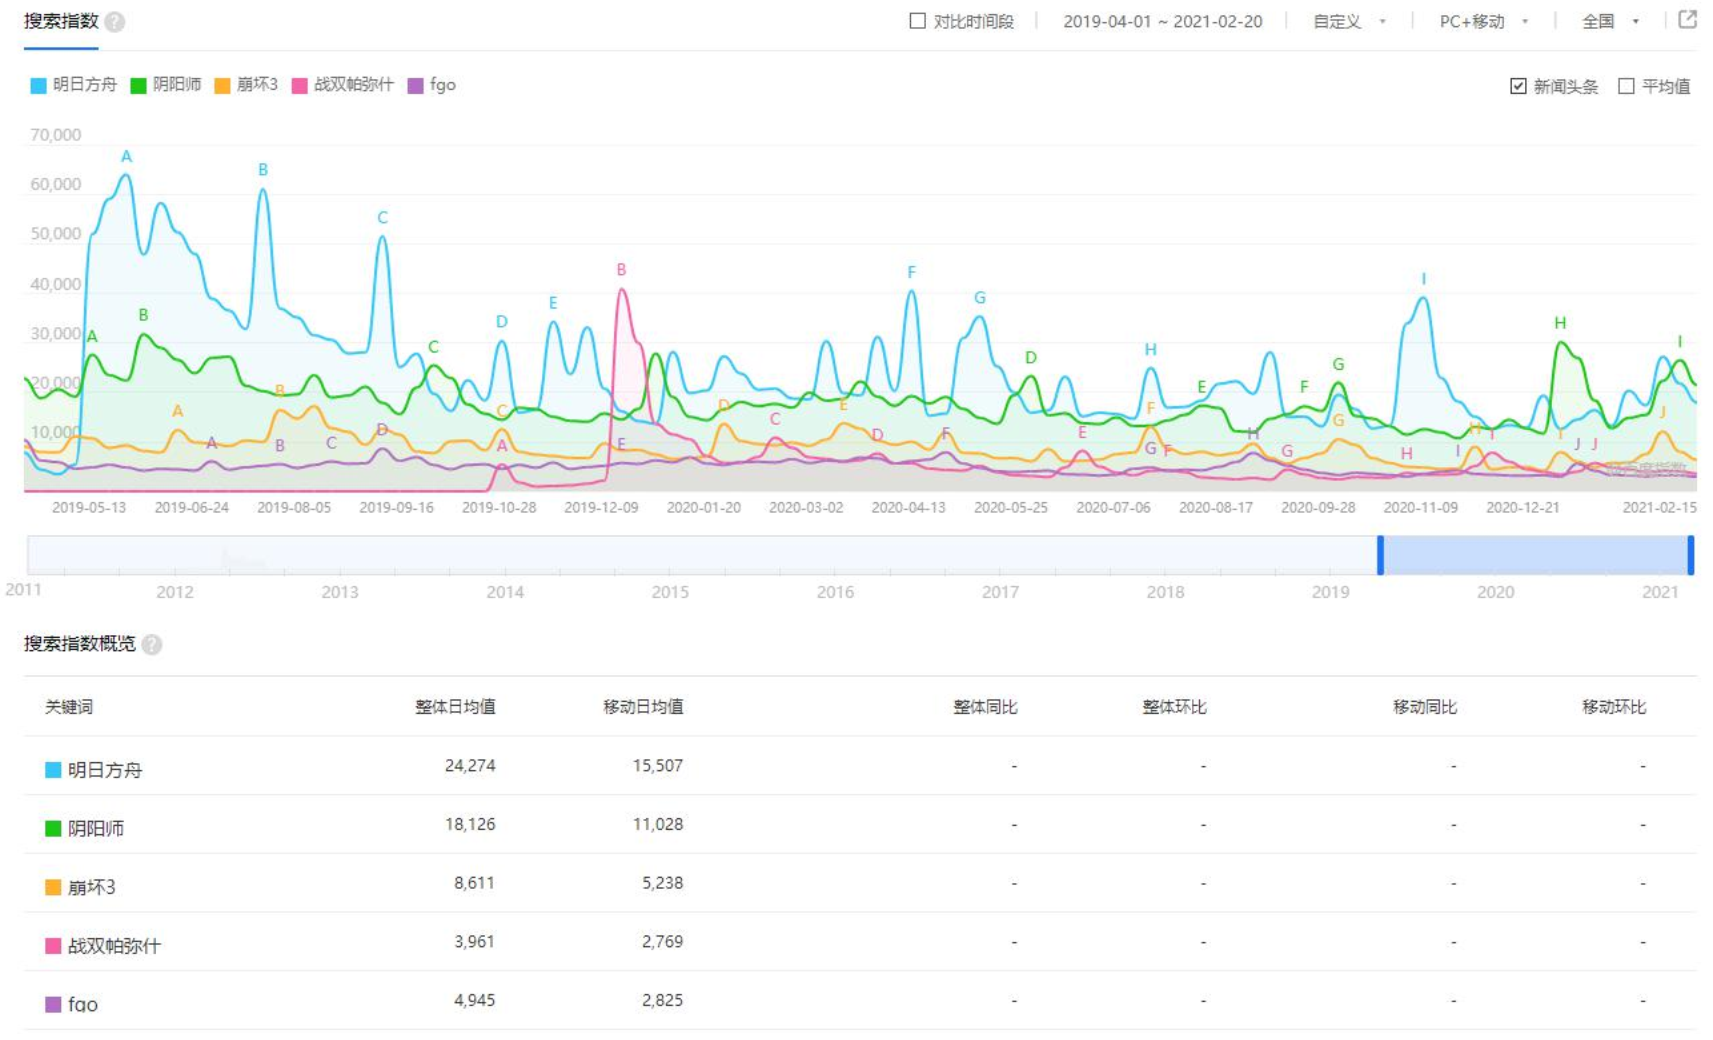 搜索指数 ?
对比时间段 2019-04-01 ~ 2021-02-20 自定义 PC+移动 全国
明日方舟 阴阳师 崩坏3 战双帕弥什 fgo
新闻头条 平均值
70,000
60,000
50,000
40,000
30,000
20,000
10,000
A B C D E F G H I
A B C D E F G H I
A B C D E F G H I J
A B C D E F G H I J
A B C D E F G H I J
2019-05-13 2019-06-24 2019-08-05 2019-09-16 2019-10-28 2019-12-09 2020-01-20 2020-03-02 2020-04-13 2020-05-25 2020-07-06 2020-08-17 2020-09-28 2020-11-09 2020-12-21 2021-02-15
2011 2012 2013 2014 2015 2016 2017 2018 2019 2020 2021
搜索指数概览 ?
关键词 整体日均值 移动日均值 整体同比 整体环比 移动同比 移动环比
明日方舟 24,274 15,507 - - - -
阴阳师 18,126 11,028 - - - -
崩坏3 8,611 5,238 - - - -
战双帕弥什 3,961 2,769 - - - -
fgo 4,945 2,825 - - - -